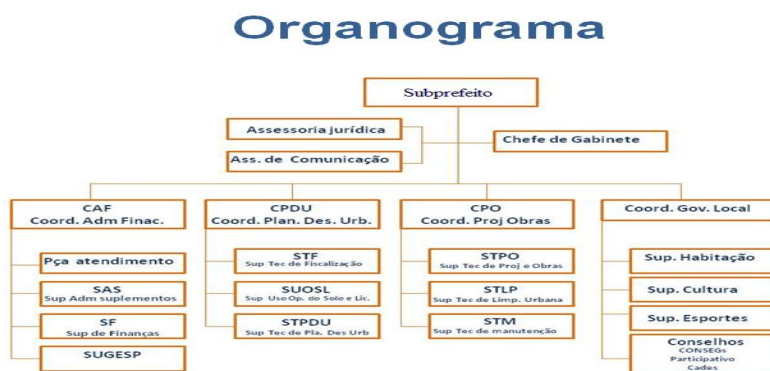 Organograma
Subprefeito
Assessoria jurídica
Chefe de Gabinete
Ass. de Comunicação
CAF
Coord. Adm Finac.
CPDU
Coord. Plan. Des. Urb.
CPO
Coord. Proj Obras
Coord. Gov. Local
Pça atendimento
SAS
Sup Adm suplementos
SF
Sup de Finanças
SUGESP
STF
Sup Tec de Fiscalização
SUOSL
Sup Uso Op. do Solo e Lic.
STPDU
Sup Tec de Pla. Des Urb
STPO
Sup Tec de Proj e Obras
STLP
Sup Tec de Limp. Urbana
STM
Sup Tec de manutenção
Sup. Habitação
Sup. Cultura
Sup. Esportes
Conselhos
CONSEGs
Participativo
Cades